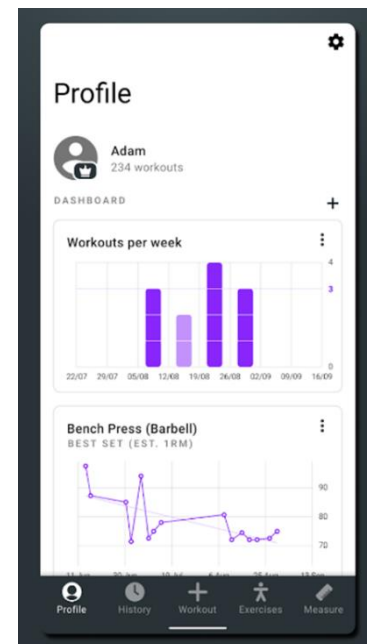 Profile
Adam
234 workouts
DASHBOARD
Workouts per week
4
3
0
22/07 29/07 05/08 12/08 19/08 26/08 02/09 09/09 16/09
Bench Press (Barbell)
BEST SET (EST. 1RM)
90
80
70
Profile History Workout Exercises Measure